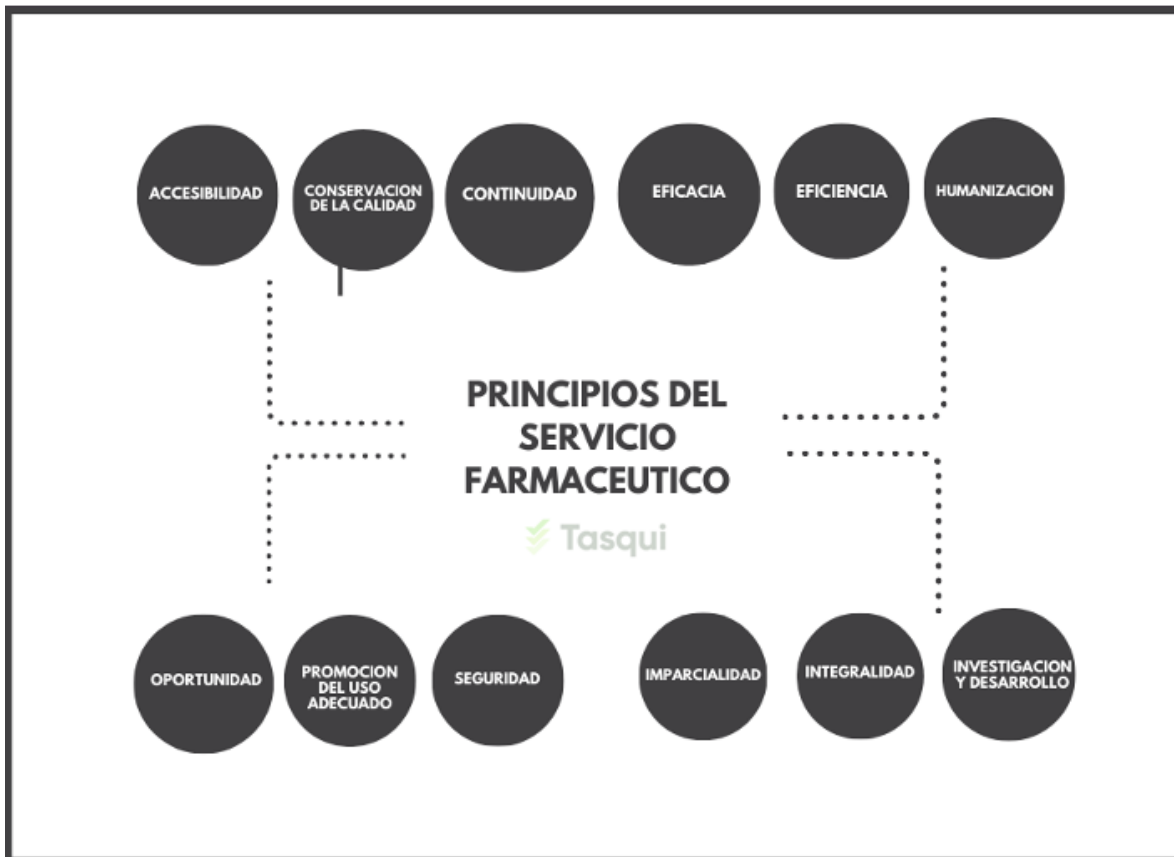 ACCESIBILIDAD
CONSERVACION
DE LA CALIDAD
CONTINUIDAD
EFICACIA
EFICIENCIA
HUMANIZACION
PRINCIPIOS DEL
SERVICIO
FARMACEUTICO
Tasqui
OPORTUNIDAD
PROMOCION
DEL USO
ADECUADO
SEGURIDAD
IMPARCIALIDAD
INTEGRALIDAD
INVESTIGACION
Y DESARROLLO